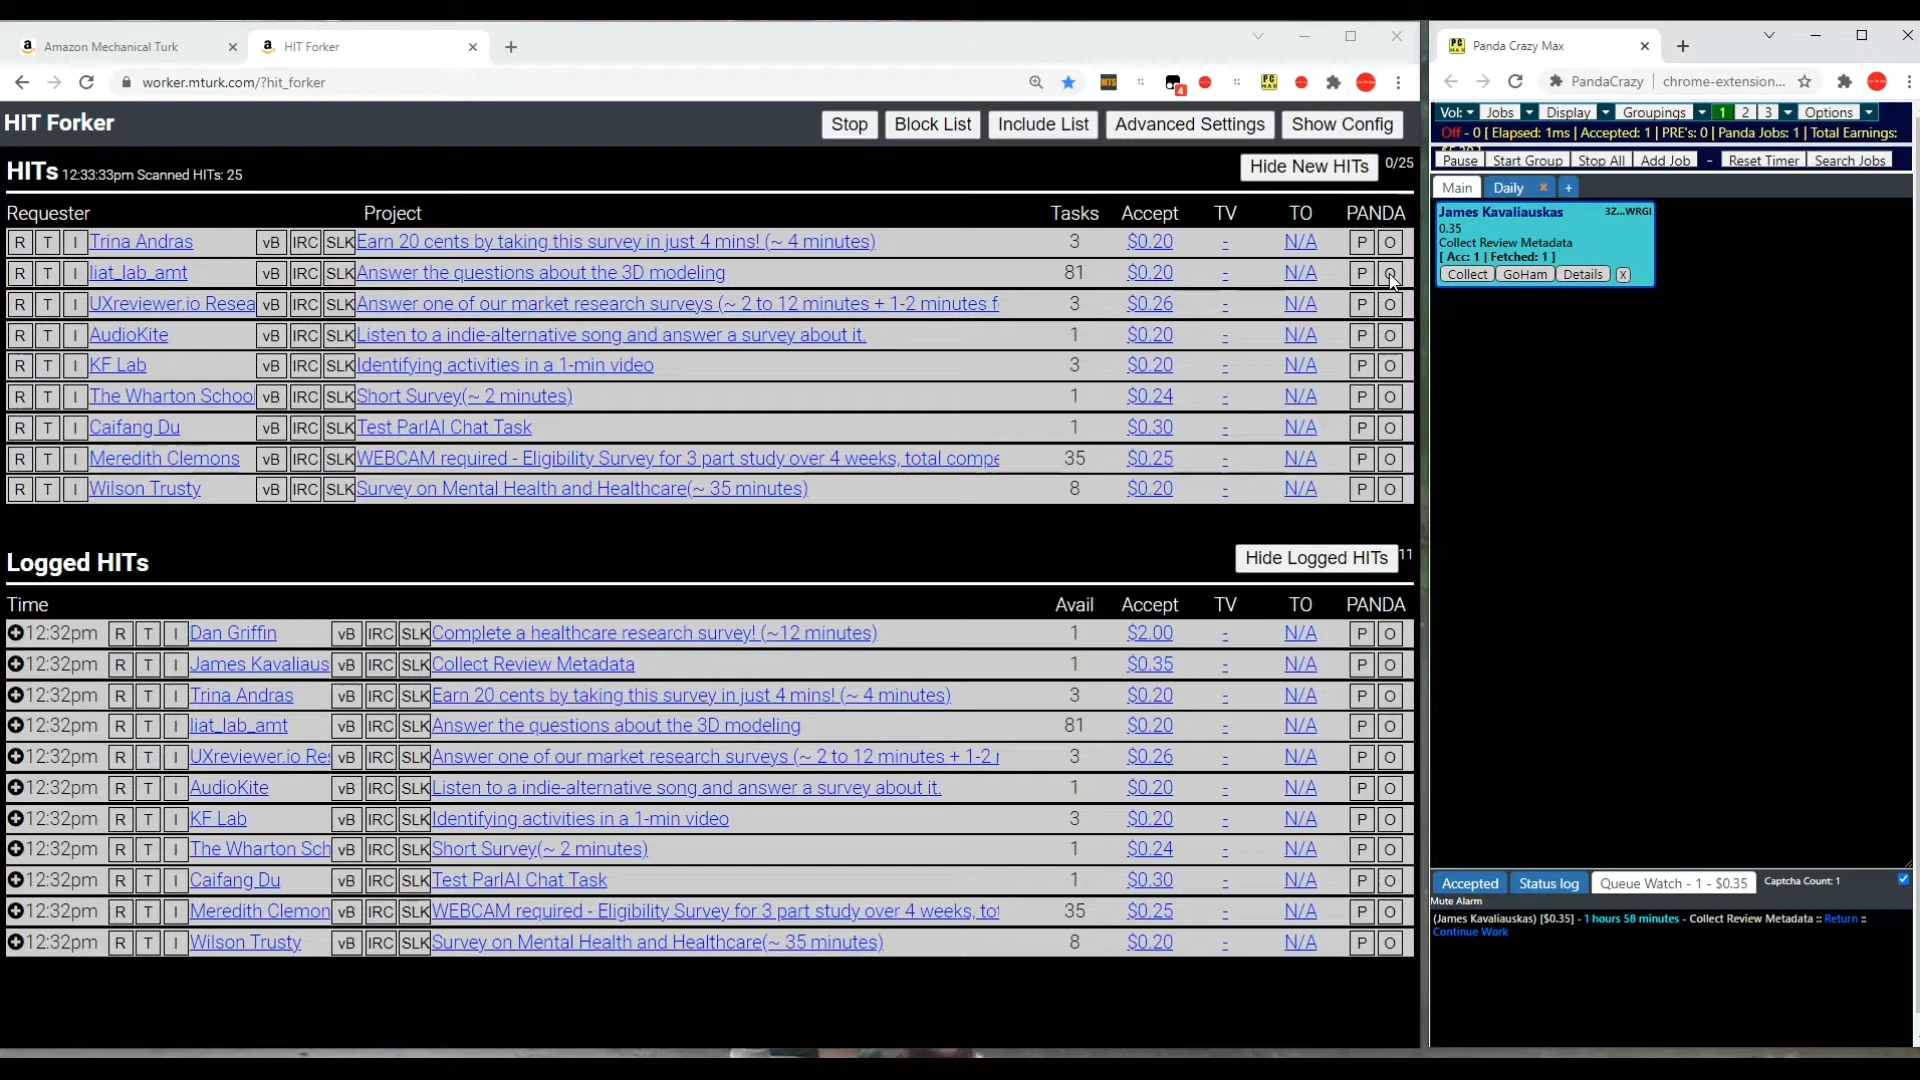 Amazon Mechanical Turk
HIT Forker
worker.mturk.com/?hit_forker
MTS
4
PC MAX
HIT Forker
Stop
Block List
Include List
Advanced Settings
Show Config
HITs 12:33:33pm Scanned HITs: 25
Hide New HITs 0/25
Requester Project Tasks Accept TV TO PANDA
R T I Trina Andras vB IRC SLK Earn 20 cents by taking this survey in just 4 mins! (~ 4 minutes) 3 $0.20 - N/A P O
R T I liat_lab_amt vB IRC SLK Answer the questions about the 3D modeling 81 $0.20 - N/A P O
R T I UXreviewer.io Resea vB IRC SLK Answer one of our market research surveys (~ 2 to 12 minutes + 1-2 minutes f 3 $0.26 - N/A P O
R T I AudioKite vB IRC SLK Listen to a indie-alternative song and answer a survey about it. 1 $0.20 - N/A P O
R T I KF Lab vB IRC SLK Identifying activities in a 1-min video 3 $0.20 - N/A P O
R T I The Wharton Schoo vB IRC SLK Short Survey(~ 2 minutes) 1 $0.24 - N/A P O
R T I Caifang Du vB IRC SLK Test ParlAI Chat Task 1 $0.30 - N/A P O
R T I Meredith Clemons vB IRC SLK WEBCAM required - Eligibility Survey for 3 part study over 4 weeks, total compe 35 $0.25 - N/A P O
R T I Wilson Trusty vB IRC SLK Survey on Mental Health and Healthcare(~ 35 minutes) 8 $0.20 - N/A P O
Logged HITs
Hide Logged HITs 11
Time Avail Accept TV TO PANDA
12:32pm R T I Dan Griffin vB IRC SLK Complete a healthcare research survey! (~12 minutes) 1 $2.00 - N/A P O
12:32pm R T I James Kavaliaus vB IRC SLK Collect Review Metadata 1 $0.35 - N/A P O
12:32pm R T I Trina Andras vB IRC SLK Earn 20 cents by taking this survey in just 4 mins! (~ 4 minutes) 3 $0.20 - N/A P O
12:32pm R T I liat_lab_amt vB IRC SLK Answer the questions about the 3D modeling 81 $0.20 - N/A P O
12:32pm R T I UXreviewer.io Res vB IRC SLK Answer one of our market research surveys (~ 2 to 12 minutes + 1-2 r 3 $0.26 - N/A P O
12:32pm R T I AudioKite vB IRC SLK Listen to a indie-alternative song and answer a survey about it. 1 $0.20 - N/A P O
12:32pm R T I KF Lab vB IRC SLK Identifying activities in a 1-min video 3 $0.20 - N/A P O
12:32pm R T I The Wharton Sch vB IRC SLK Short Survey(~ 2 minutes) 1 $0.24 - N/A P O
12:32pm R T I Caifang Du vB IRC SLK Test ParlAI Chat Task 1 $0.30 - N/A P O
12:32pm R T I Meredith Clemon vB IRC SLK WEBCAM required - Eligibility Survey for 3 part study over 4 weeks, tot 35 $0.25 - N/A P O
12:32pm R T I Wilson Trusty vB IRC SLK Survey on Mental Health and Healthcare(~ 35 minutes) 8 $0.20 - N/A P O
PC MAX Panda Crazy Max
PandaCrazy chrome-extension...
Vol: Jobs Display Groupings 1 2 3 Options
Off - 0 [ Elapsed: 1ms | Accepted: 1 | PRE's: 0 | Panda Jobs: 1 | Total Earnings:
Pause Start Group Stop All Add Job - Reset Timer Search Jobs
Main Daily x +
James Kavaliauskas 3Z...WRGI
0.35
Collect Review Metadata
[ Acc: 1 | Fetched: 1 ]
Collect GoHam Details X
Accepted Status log Queue Watch - 1 - $0.35 Captcha Count: 1
Mute Alarm
(James Kavaliauskas) [$0.35] - 1 hours 58 minutes - Collect Review Metadata :: Return ::
Continue Work